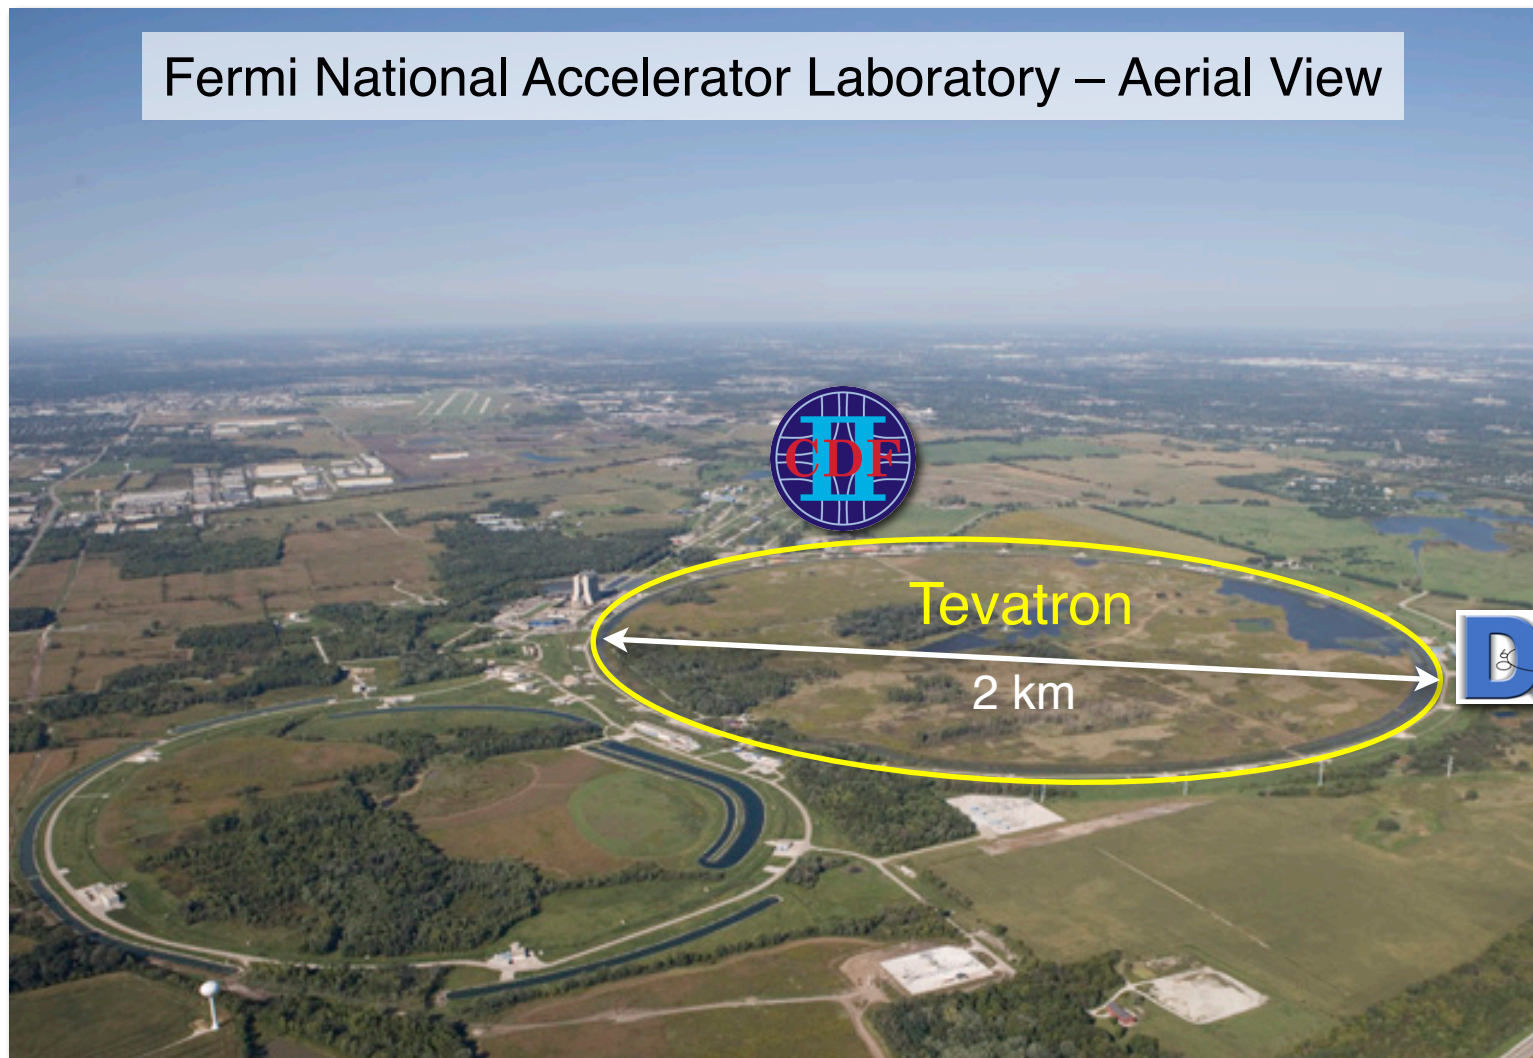 Fermi National Accelerator Laboratory – Aerial View
II
CDF
Tevatron
2 km
D